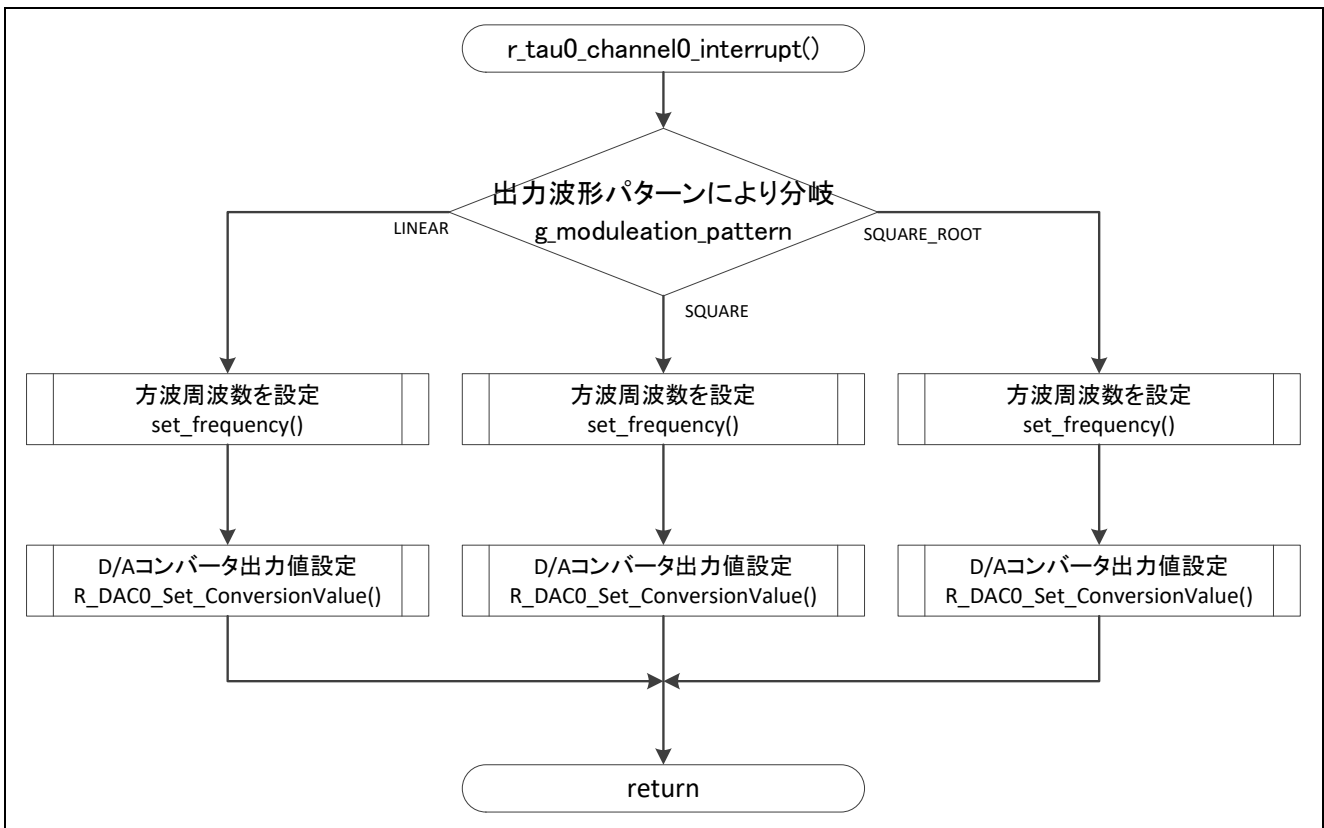 r_tau0_channel0_interrupt()
出力波形パターンにより分岐
g_moduleation_pattern
LINEAR
SQUARE_ROOT
SQUARE
方波周波数を設定
set_frequency()
方波周波数を設定
set_frequency()
方波周波数を設定
set_frequency()
D/Aコンバータ出力値設定
R_DAC0_Set_ConversionValue()
D/Aコンバータ出力値設定
R_DAC0_Set_ConversionValue()
D/Aコンバータ出力値設定
R_DAC0_Set_ConversionValue()
return